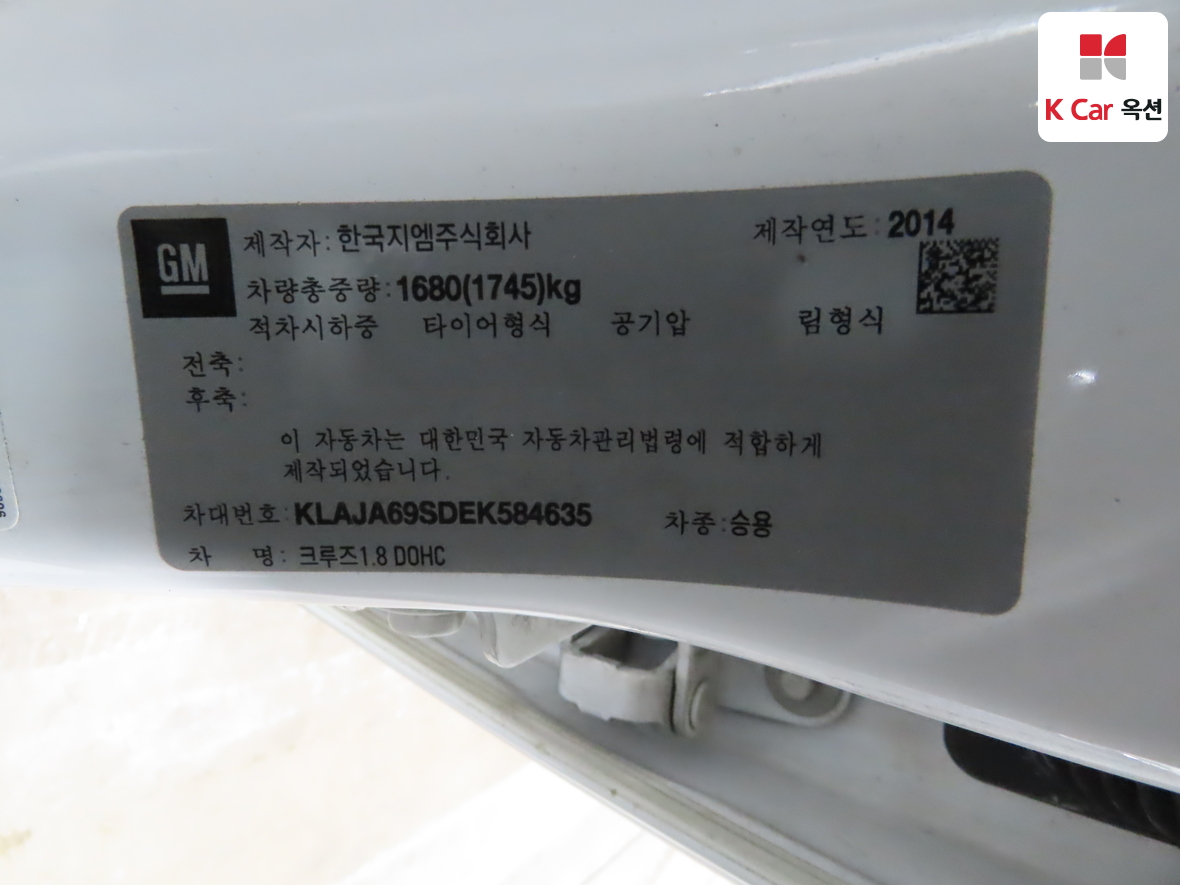 K Car 옥션
GM 제작자: 한국지엠주식회사 제작연도: 2014
차량총중량: 1680(1745)kg
적차시하중 타이어형식 공기압 림형식
전축:
후축:
이 자동차는 대한민국 자동차관리법령에 적합하게
제작되었습니다.
차대번호: KLAJA69SDEK584635 차종: 승용
차 명: 크루즈1.8 DOHC